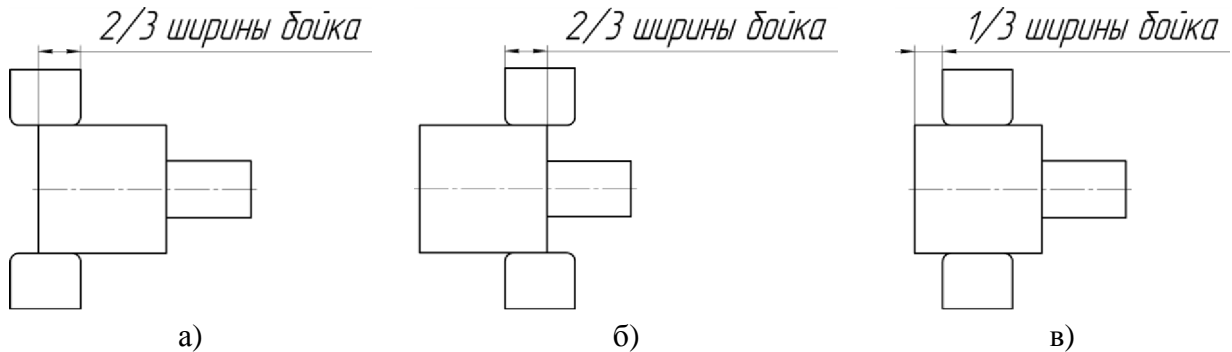 2/3 ширины бойка
2/3 ширины бойка
1/3 ширины бойка
а)
б)
в)